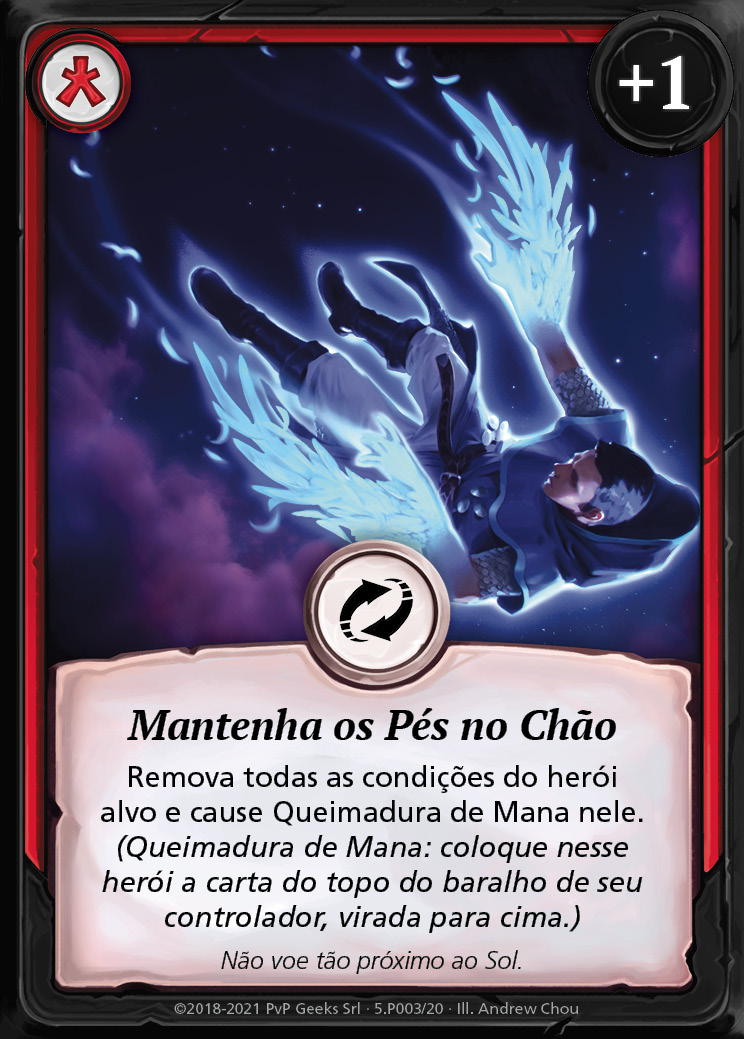 +1
Mantenha os Pés no Chão
Remova todas as condições do herói
alvo e cause Queimadura de Mana nele.
(Queimadura de Mana: coloque nesse
herói a carta do topo do baralho de seu
controlador, virada para cima.)
Não voe tão próximo ao Sol.
©2018-2021 PvP Geeks Srl · 5.P003/20 · Ill. Andrew Chou